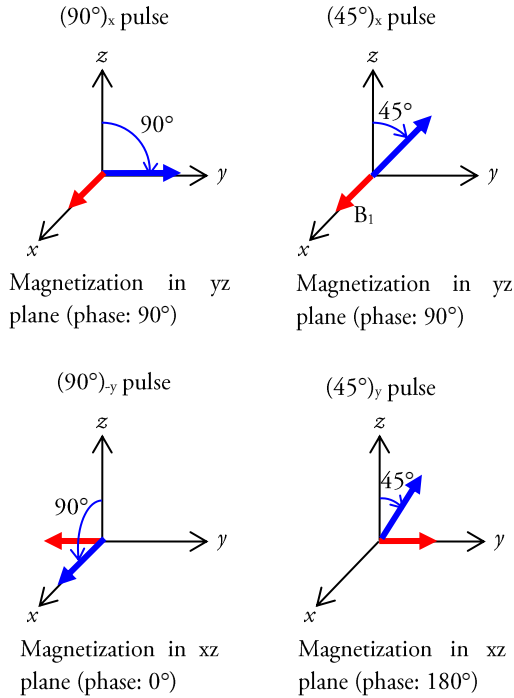 (90°)x pulse
z
90°
y
x
Magnetization in yz
plane (phase: 90°)
(45°)x pulse
z
45°
y
B1
x
Magnetization in yz
plane (phase: 90°)
(90°)-y pulse
z
90°
y
x
Magnetization in xz
plane (phase: 0°)
(45°)y pulse
z
45°
y
x
Magnetization in xz
plane (phase: 180°)